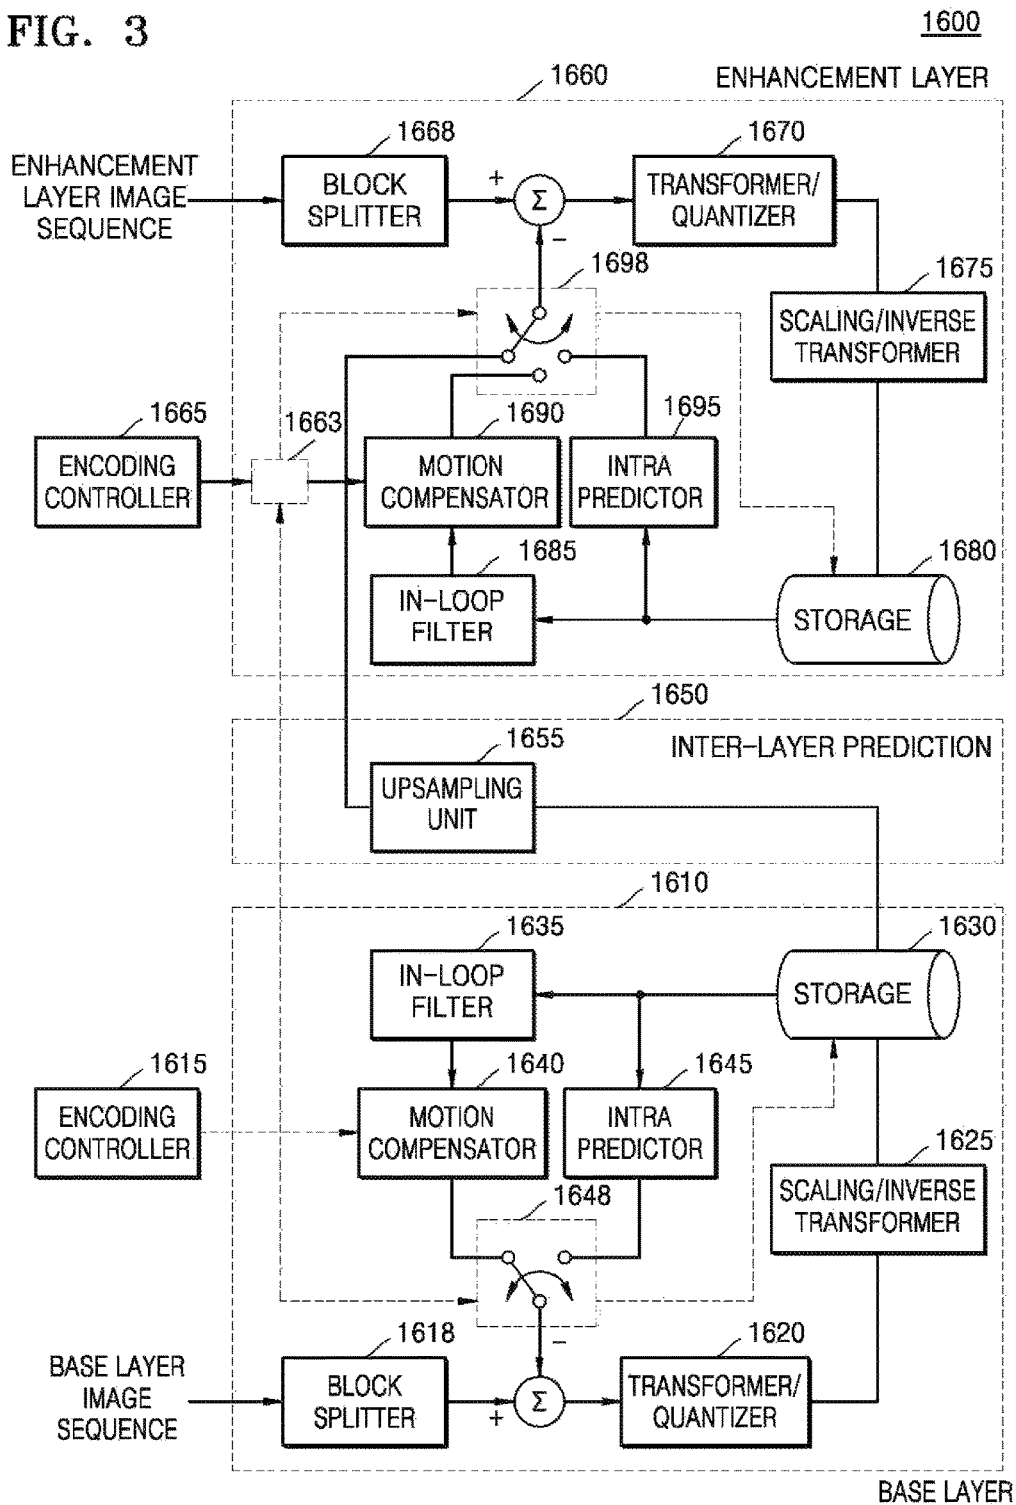 FIG. 3
1600
1660
ENHANCEMENT LAYER
1668
1670
ENHANCEMENT
LAYER IMAGE
SEQUENCE
BLOCK
SPLITTER
+
Σ
TRANSFORMER/
QUANTIZER
−
1698
1675
SCALING/INVERSE
TRANSFORMER
1665
1663
1690
1695
ENCODING
CONTROLLER
MOTION
COMPENSATOR
INTRA
PREDICTOR
1685
1680
IN-LOOP
FILTER
STORAGE
1650
1655
INTER-LAYER PREDICTION
UPSAMPLING
UNIT
1610
1635
1630
IN-LOOP
FILTER
STORAGE
1615
1640
1645
ENCODING
CONTROLLER
MOTION
COMPENSATOR
INTRA
PREDICTOR
1625
1648
SCALING/INVERSE
TRANSFORMER
1618
−
1620
BASE LAYER
IMAGE
SEQUENCE
BLOCK
SPLITTER
+
Σ
TRANSFORMER/
QUANTIZER
BASE LAYER